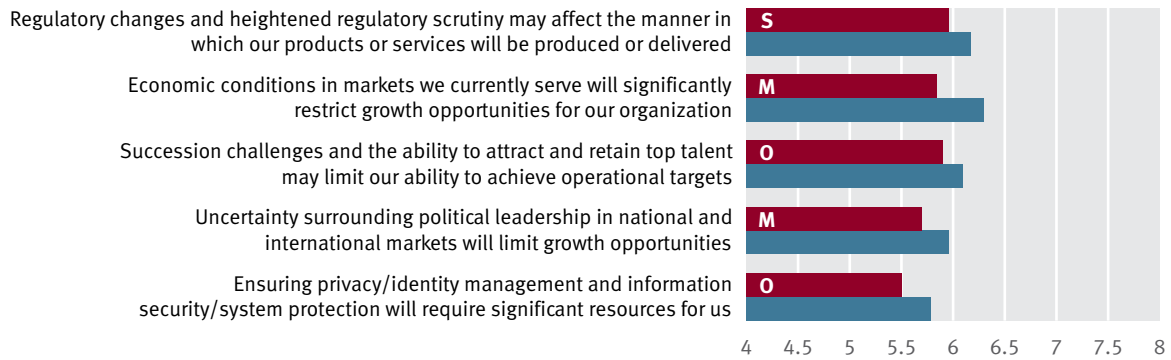 Regulatory changes and heightened regulatory scrutiny may affect the manner in
which our products or services will be produced or delivered
S
Economic conditions in markets we currently serve will significantly
restrict growth opportunities for our organization
M
Succession challenges and the ability to attract and retain top talent
may limit our ability to achieve operational targets
O
Uncertainty surrounding political leadership in national and
international markets will limit growth opportunities
M
Ensuring privacy/identity management and information
security/system protection will require significant resources for us
O
4 4.5 5 5.5 6 6.5 7 7.5 8